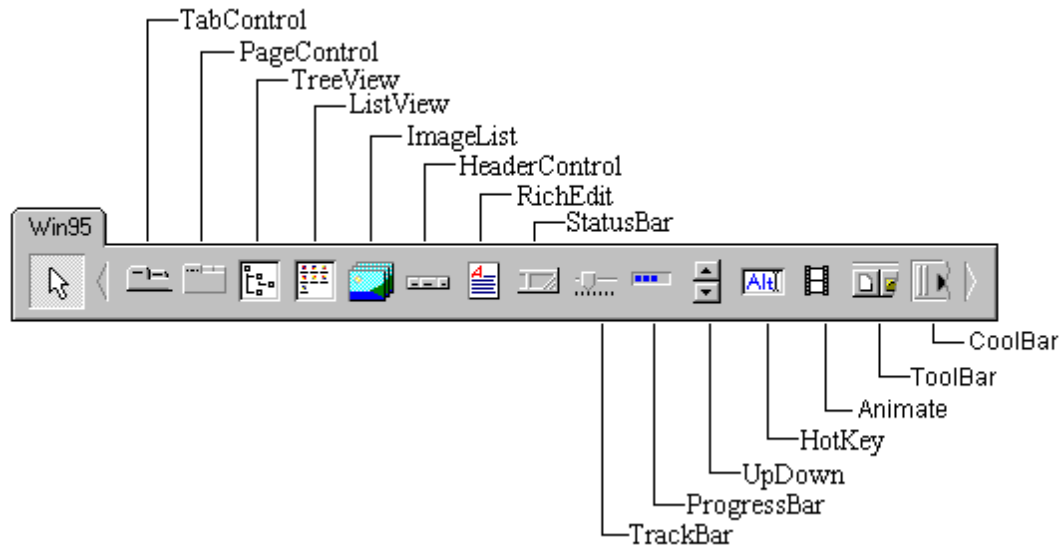 TabControl
PageControl
TreeView
ListView
ImageList
HeaderControl
RichEdit
StatusBar
Win95
A
Alt
CoolBar
ToolBar
Animate
HotKey
UpDown
ProgressBar
TrackBar